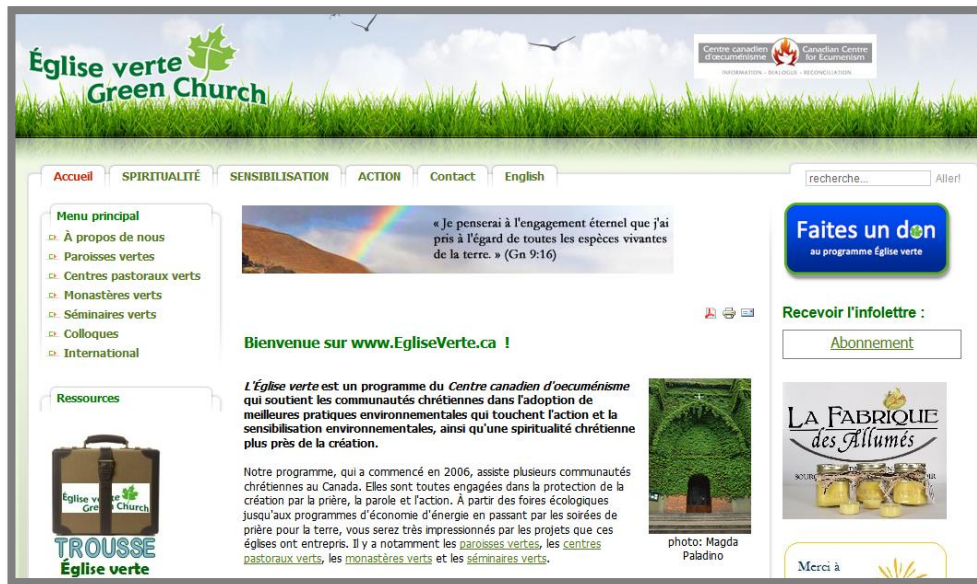 Église verte
Green Church
Centre canadien
d'œcuménisme
Canadian Centre
for Ecumenism
INFORMATION - DIALOGUE - RECONCILIATION
Accueil SPIRITUALITÉ SENSIBILISATION ACTION Contact English
recherche... Aller!
Menu principal
À propos de nous
Paroisses vertes
Centres pastoraux verts
Monastères verts
Séminaires verts
Colloques
International
Ressources
Église verte
Green Church
TROUSSE
Église verte
« Je penserai à l'engagement éternel que j'ai
pris à l'égard de toutes les espèces vivantes
de la terre. » (Gn 9:16)
Bienvenue sur www.EgliseVerte.ca !
L'Église verte est un programme du Centre canadien d'oecuménisme
qui soutient les communautés chrétiennes dans l'adoption de
meilleures pratiques environnementales qui touchent l'action et la
sensibilisation environnementales, ainsi qu'une spiritualité chrétienne
plus près de la création.
Notre programme, qui a commencé en 2006, assiste plusieurs communautés
chrétiennes au Canada. Elles sont toutes engagées dans la protection de la
création par la prière, la parole et l'action. À partir des foires écologiques
jusqu'aux programmes d'économie d'énergie en passant par les soirées de
prière pour la terre, vous serez très impressionnés par les projets que ces
églises ont entrepris. Il y a notamment les paroisses vertes, les centres
pastoraux verts, les monastères verts et les séminaires verts.
photo: Magda
Paladino
Faites un don
au programme Église verte
Recevoir l'infolettre :
Abonnement
LA FABRIQUE
des Allumés
Merci à